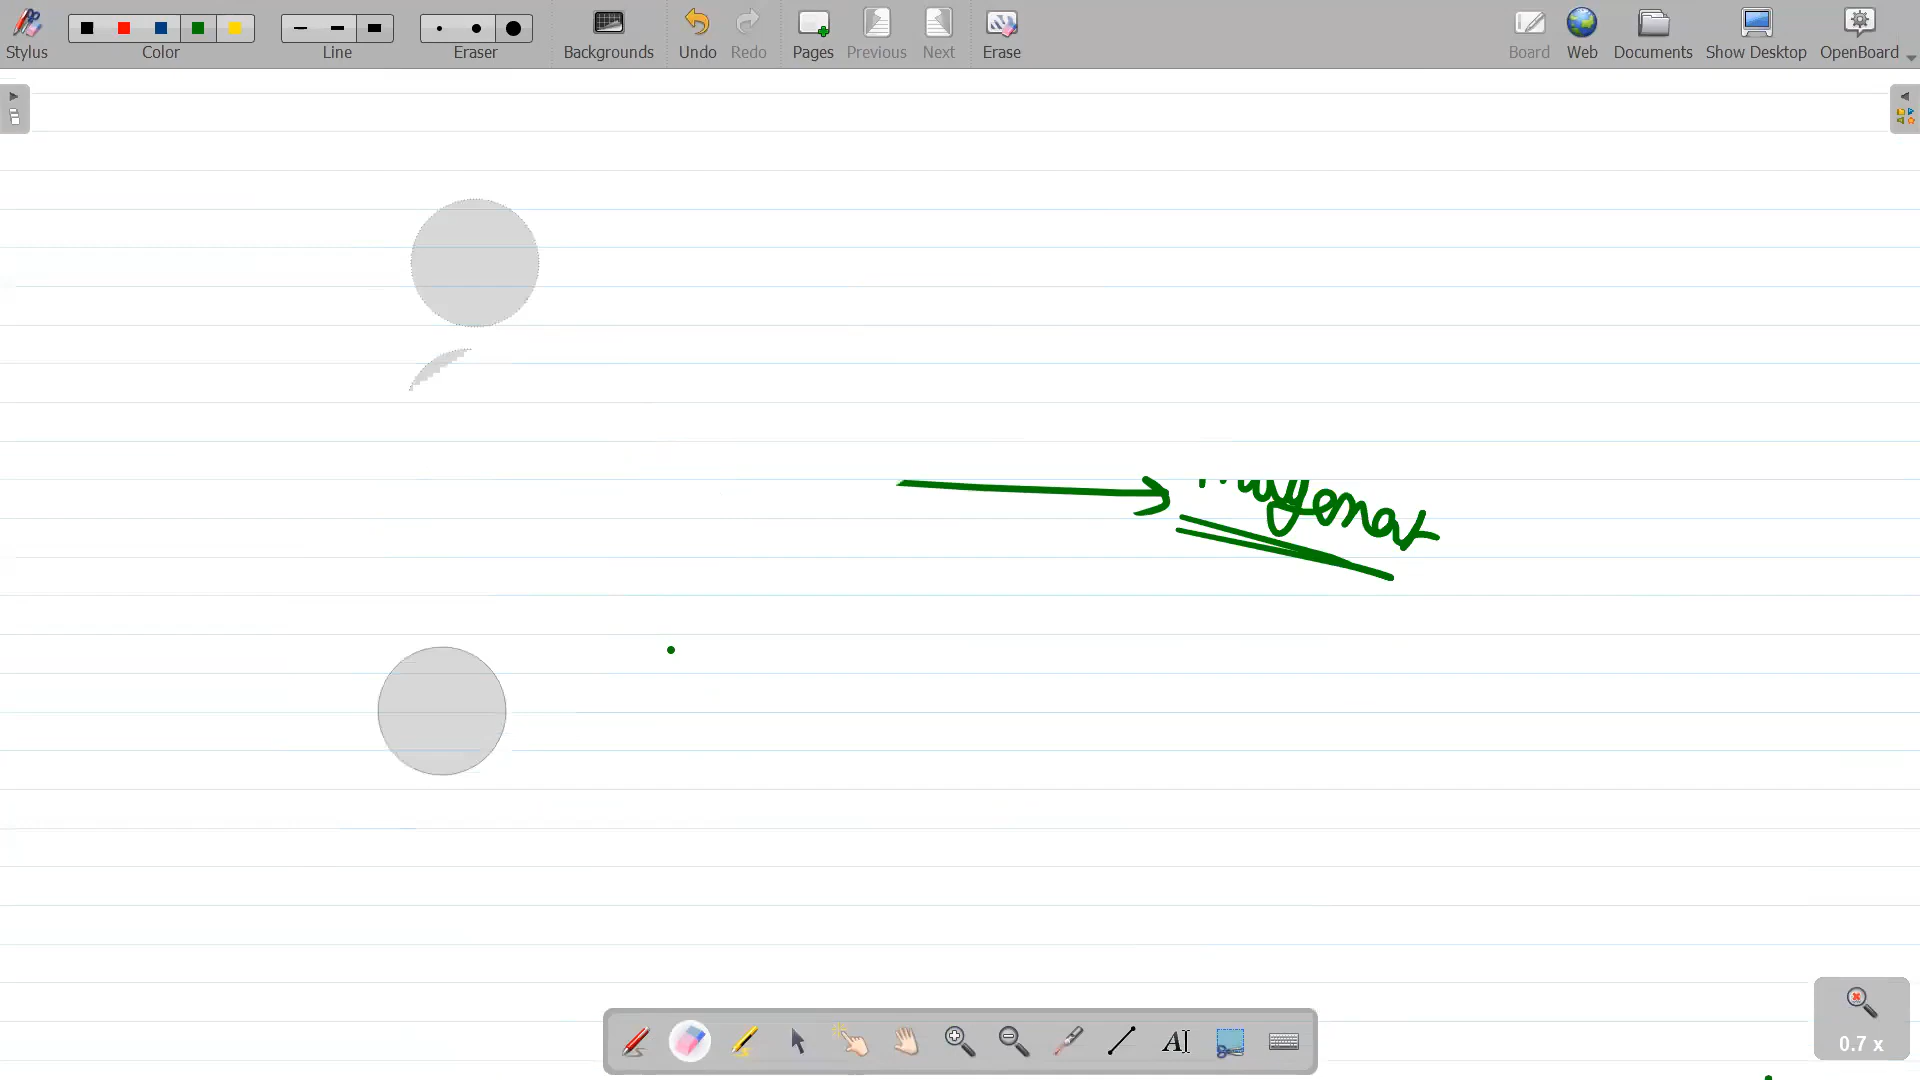 Stylus
Color
Line
Eraser
Backgrounds
Undo
Redo
Pages
Previous
Next
Erase
Board
Web
Documents
Show Desktop
OpenBoard
0.7 x